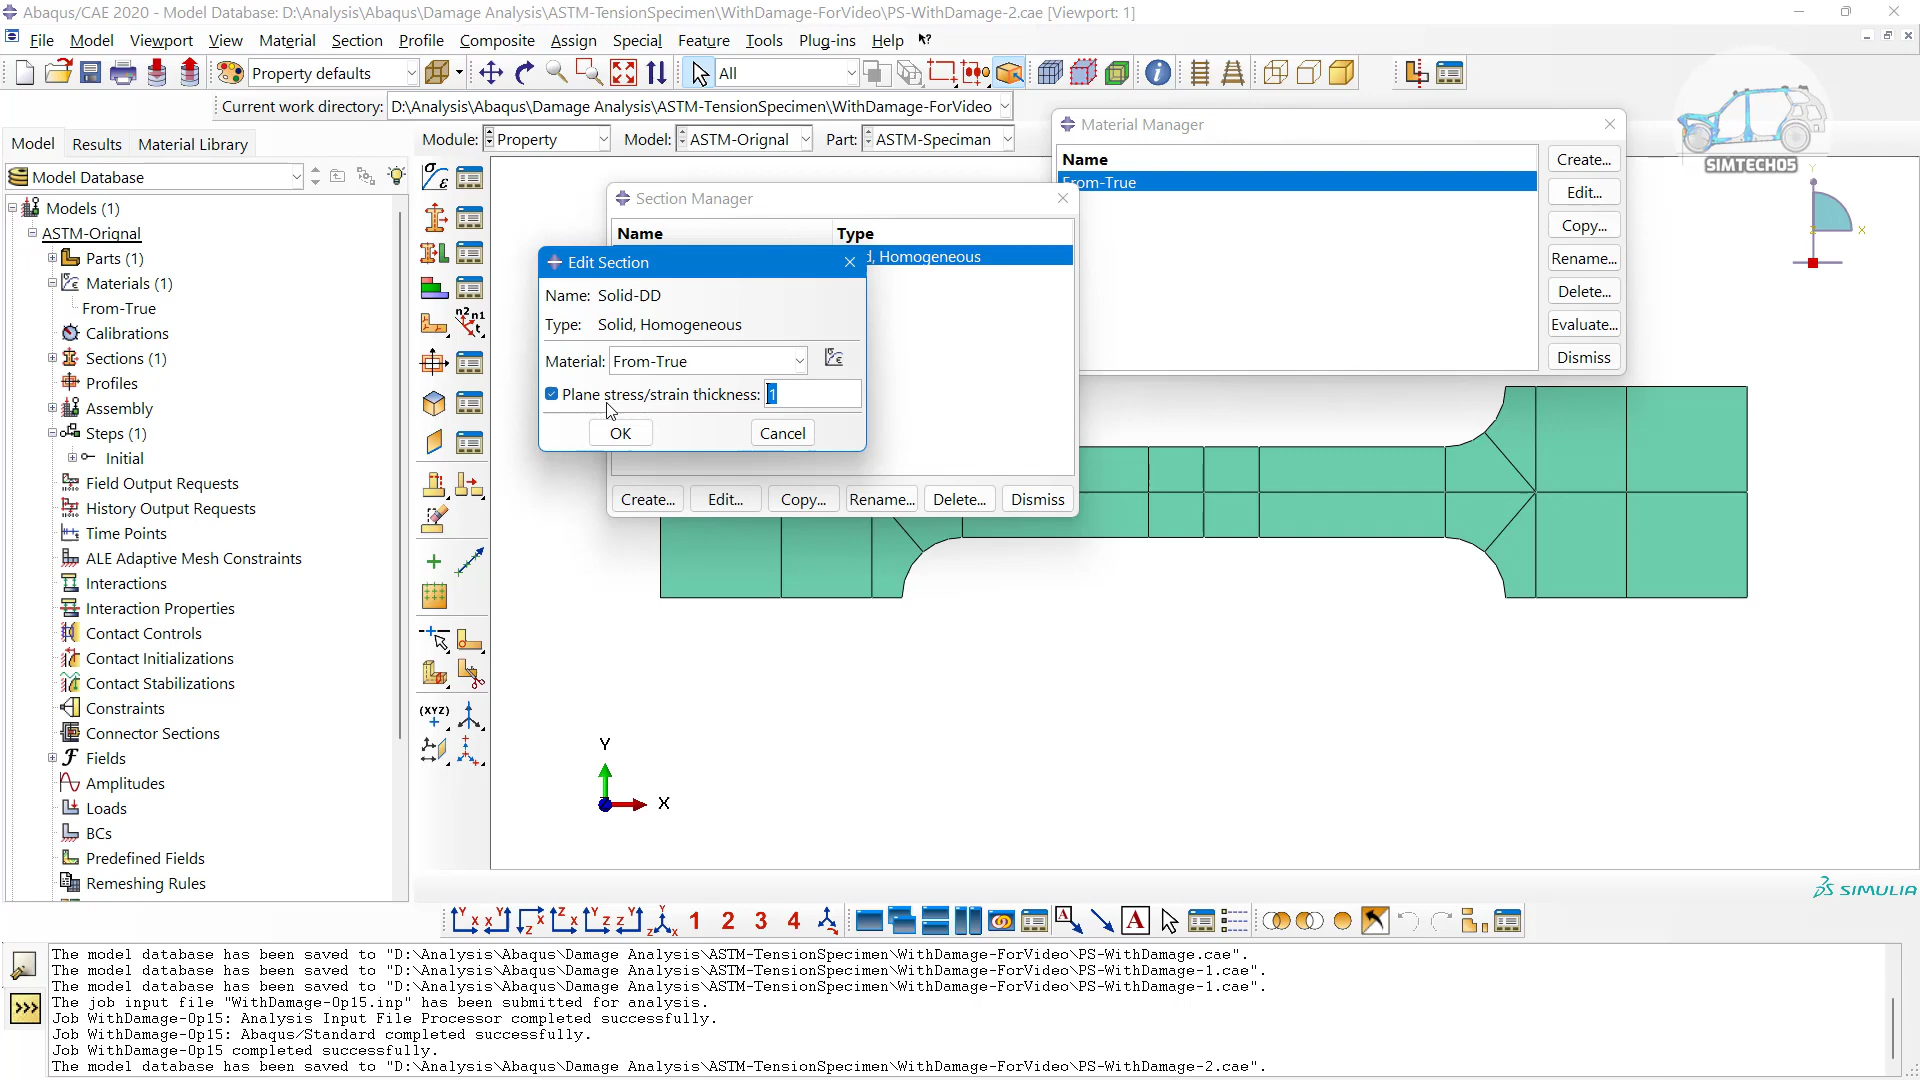 Abaqus/CAE 2020 - Model Database: D:\Analysis\Abaqus\Damage Analysis\ASTM-TensionSpecimen\WithDamage-ForVideo\PS-WithDamage-2.cae [Viewport: 1]
File Model Viewport View Material Section Profile Composite Assign Special Feature Tools Plug-ins Help
Property defaults All
Current work directory: D:\Analysis\Abaqus\Damage Analysis\ASTM-TensionSpecimen\WithDamage-ForVideo
Model Results Material Library
Module: Property Model: ASTM-Orignal Part: ASTM-Speciman
Model Database
Models (1)
ASTM-Orignal
Parts (1)
Materials (1)
From-True
Calibrations
Sections (1)
Profiles
Assembly
Steps (1)
Initial
Field Output Requests
History Output Requests
Time Points
ALE Adaptive Mesh Constraints
Interactions
Interaction Properties
Contact Controls
Contact Initializations
Contact Stabilizations
Constraints
Connector Sections
Fields
Amplitudes
Loads
BCs
Predefined Fields
Remeshing Rules
n2 n1
t
(XYZ)
Material Manager
Name
From-True
Create...
Edit...
Copy...
Rename...
Delete...
Evaluate...
Dismiss
SIMTECH05
Y
X
Z
Section Manager
Name Type
d, Homogeneous
Create... Edit... Copy... Rename... Delete... Dismiss
Edit Section
Name: Solid-DD
Type: Solid, Homogeneous
Material: From-True
Plane stress/strain thickness: 1
OK Cancel
Y
X
SIMULIA
1 2 3 4
A
The model database has been saved to "D:\Analysis\Abaqus\Damage Analysis\ASTM-TensionSpecimen\WithDamage-ForVideo\PS-WithDamage.cae".
The model database has been saved to "D:\Analysis\Abaqus\Damage Analysis\ASTM-TensionSpecimen\WithDamage-ForVideo\PS-WithDamage-1.cae".
The model database has been saved to "D:\Analysis\Abaqus\Damage Analysis\ASTM-TensionSpecimen\WithDamage-ForVideo\PS-WithDamage-1.cae".
The job input file "WithDamage-0p15.inp" has been submitted for analysis.
Job WithDamage-0p15: Analysis Input File Processor completed successfully.
Job WithDamage-0p15: Abaqus/Standard completed successfully.
Job WithDamage-0p15 completed successfully.
The model database has been saved to "D:\Analysis\Abaqus\Damage Analysis\ASTM-TensionSpecimen\WithDamage-ForVideo\PS-WithDamage-2.cae".